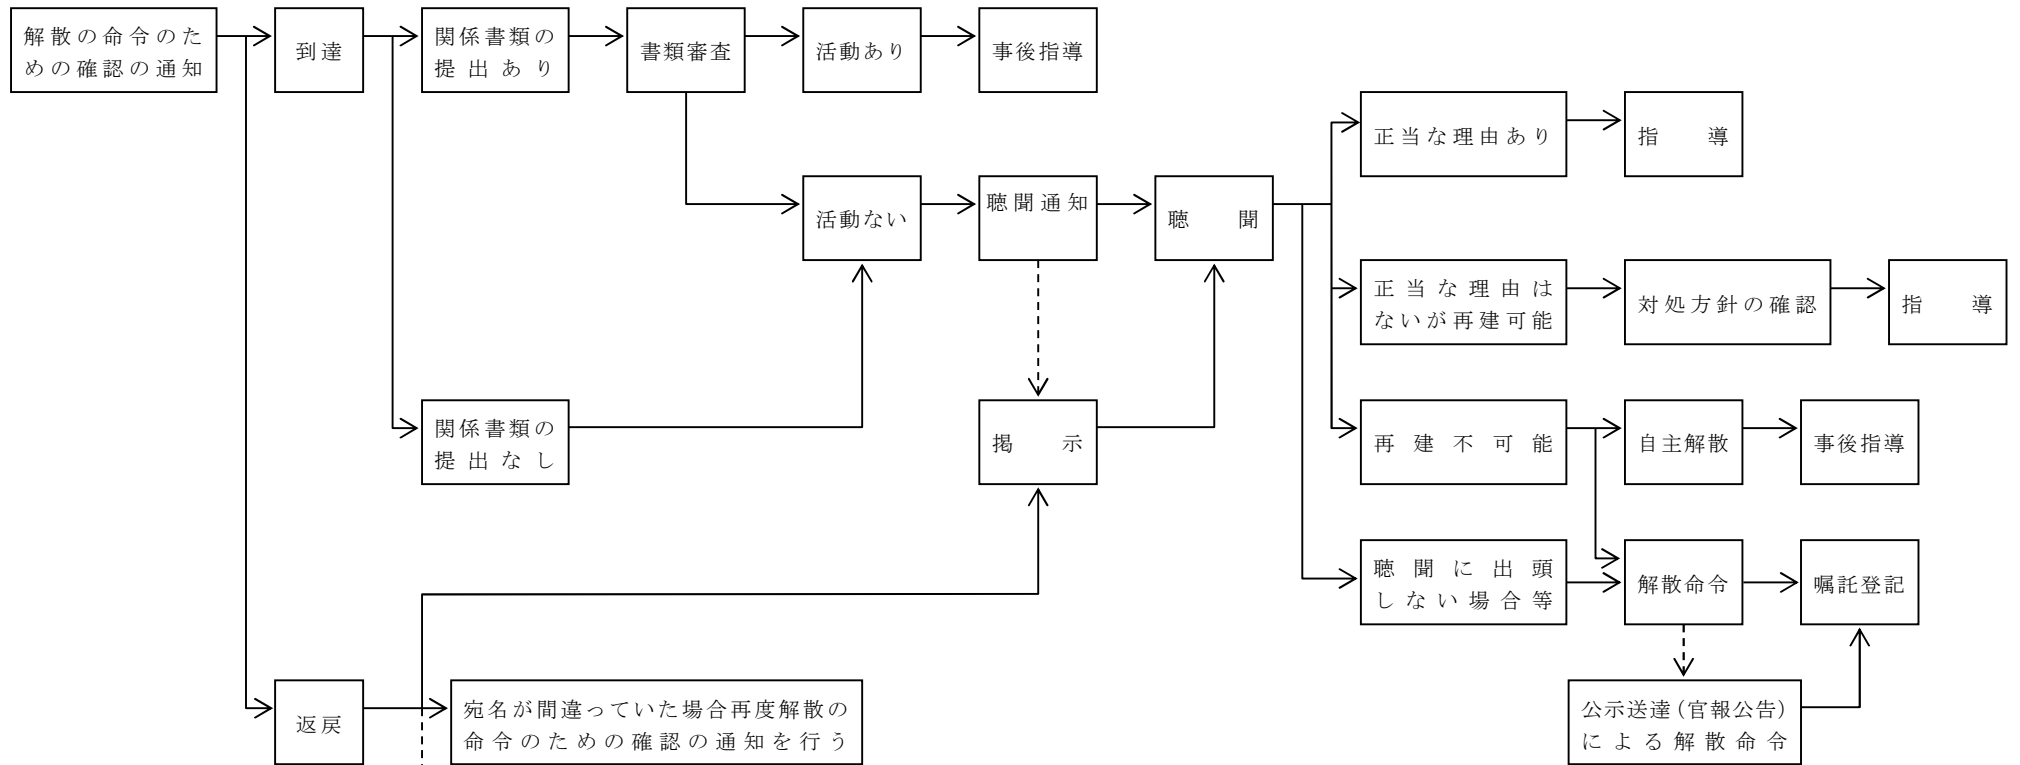 解散の命令のた
めの確認の通知
到達
関係書類の
提出あり
書類審査
活動あり
事後指導
正当な理由あり
指導
活動ない
聴聞通知
聴聞
正当な理由は
ないが再建可能
対処方針の確認
指導
関係書類の
提出なし
掲示
再建不可能
自主解散
事後指導
聴聞に出頭
しない場合等
解散命令
嘱託登記
返戻
宛名が間違っていた場合再度解散の
命令のための確認の通知を行う
公示送達(官報公告)
による解散命令